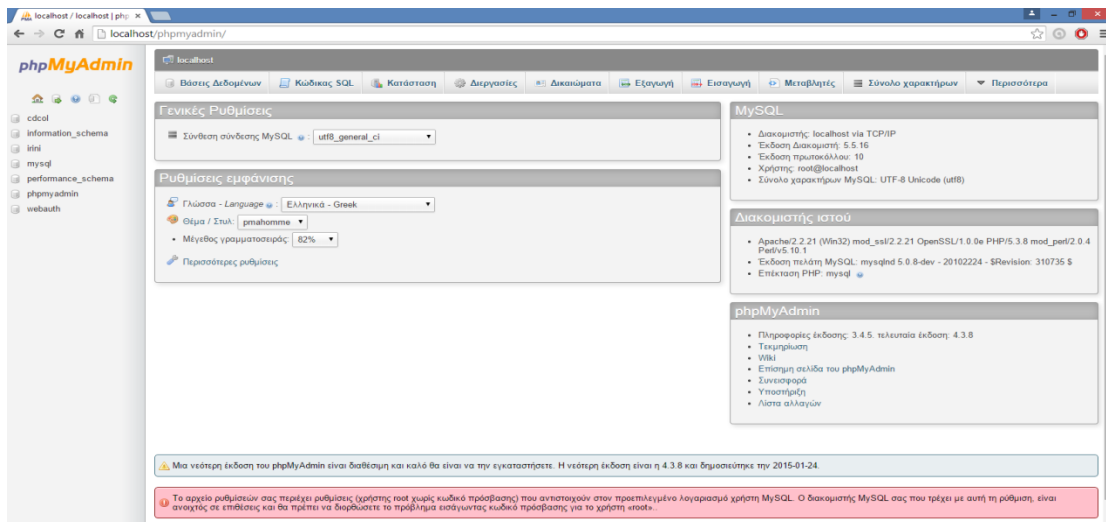 localhost / localhost | php
localhost/phpmyadmin/
phpMyAdmin
cdcol
information_schema
irini
mysql
performance_schema
phpmyadmin
webauth
localhost
Βάσεις Δεδομένων Κώδικας SQL Κατάσταση Διεργασίες Δικαιώματα Εξαγωγή Εισαγωγή Μεταβλητές Σύνολο χαρακτήρων Περισσότερα
Γενικές Ρυθμίσεις
Σύνθεση σύνδεσης MySQL : utf8_general_ci
Ρυθμίσεις εμφάνισης
Γλώσσα - Language : Ελληνικά - Greek
Θέμα / Στυλ: pmahomme
• Μέγεθος γραμματοσειράς: 82%
Περισσότερες ρυθμίσεις
MySQL
• Διακομιστής: localhost via TCP/IP
• Έκδοση Διακομιστή: 5.5.16
• Έκδοση πρωτοκόλλου: 10
• Χρήστης: root@localhost
• Σύνολο χαρακτήρων MySQL: UTF-8 Unicode (utf8)
Διακομιστής ιστού
• Apache/2.2.21 (Win32) mod_ssl/2.2.21 OpenSSL/1.0.0e PHP/5.3.8 mod_perl/2.0.4
Perl/v5.10.1
• Έκδοση πελάτη MySQL: mysqlnd 5.0.8-dev - 20102224 - $Revision: 310735 $
• Επέκταση PHP: mysql
phpMyAdmin
• Πληροφορίες έκδοσης: 3.4.5. τελευταία έκδοση: 4.3.8
• Τεκμηρίωση
• Wiki
• Επίσημη σελίδα του phpMyAdmin
• Συνεισφορά
• Υποστήριξη
• Λίστα αλλαγών
Μια νεότερη έκδοση του phpMyAdmin είναι διαθέσιμη και καλό θα είναι να την εγκαταστήσετε. Η νεότερη έκδοση είναι η 4.3.8 και δημοσιεύτηκε την 2015-01-24.
Το αρχείο ρυθμίσεών σας περιέχει ρυθμίσεις (χρήστης root χωρίς κωδικό πρόσβασης) που αντιστοιχούν στον προεπιλεγμένο λογαριασμό χρήστη MySQL. Ο διακομιστής MySQL σας που τρέχει με αυτή τη ρύθμιση, είναι
ανοιχτός σε επιθέσεις και θα πρέπει να διορθώσετε το πρόβλημα εισάγωντας κωδικό πρόσβασης για το χρήστη «root»..